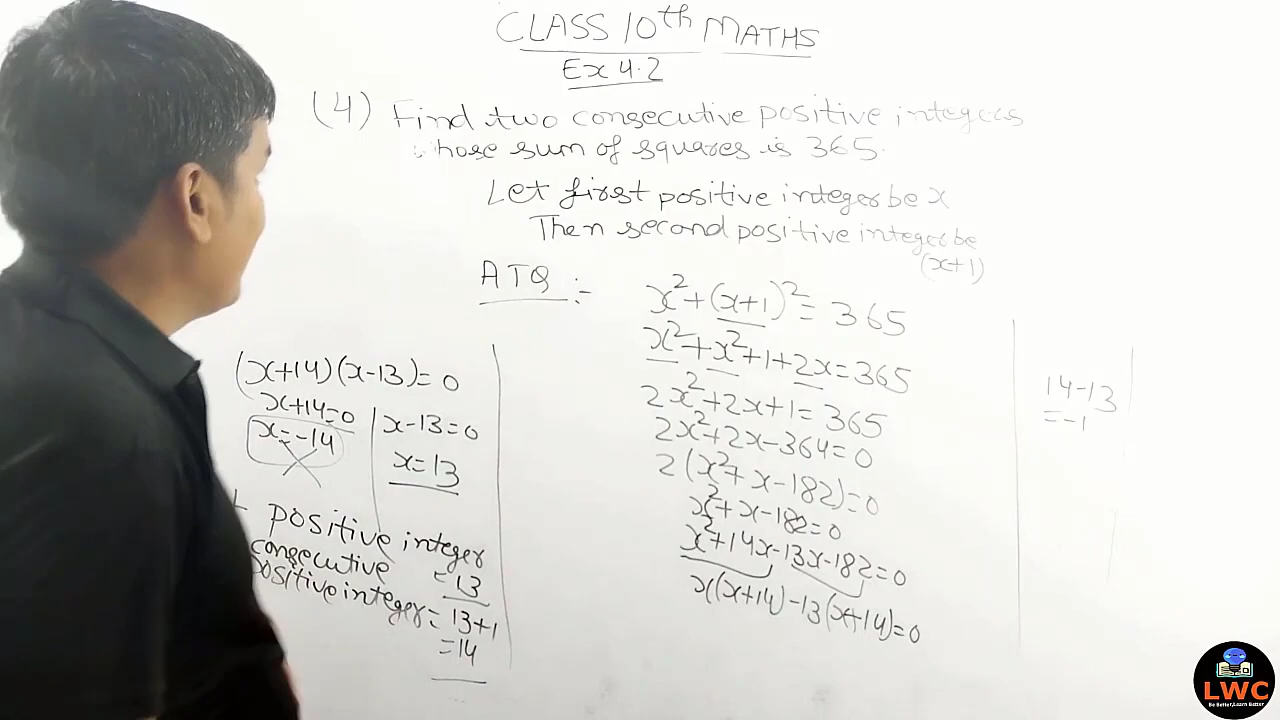 CLASS 10th MATHS
Ex 4.2
(4) Find two consecutive positive integers
whose sum of squares is 365.
Let first positive integer be x
Then second positive integer be
(x+1)
ATQ :-
x²+(x+1)²=365
x²+x²+1+2x=365
2x²+2x+1=365
2x²+2x-364=0
2(x²+x-182)=0
x²+x-182=0
x²+14x-13x-182=0
x(x+14)-13(x+14)=0
14-13
=-1
(x+14)(x-13)=0
x+14=0 | x-13=0
x=-14 | x=13
positive integer
=13
consecutive
positive integer=13+1
=14
LWC
Be Better, Learn Better